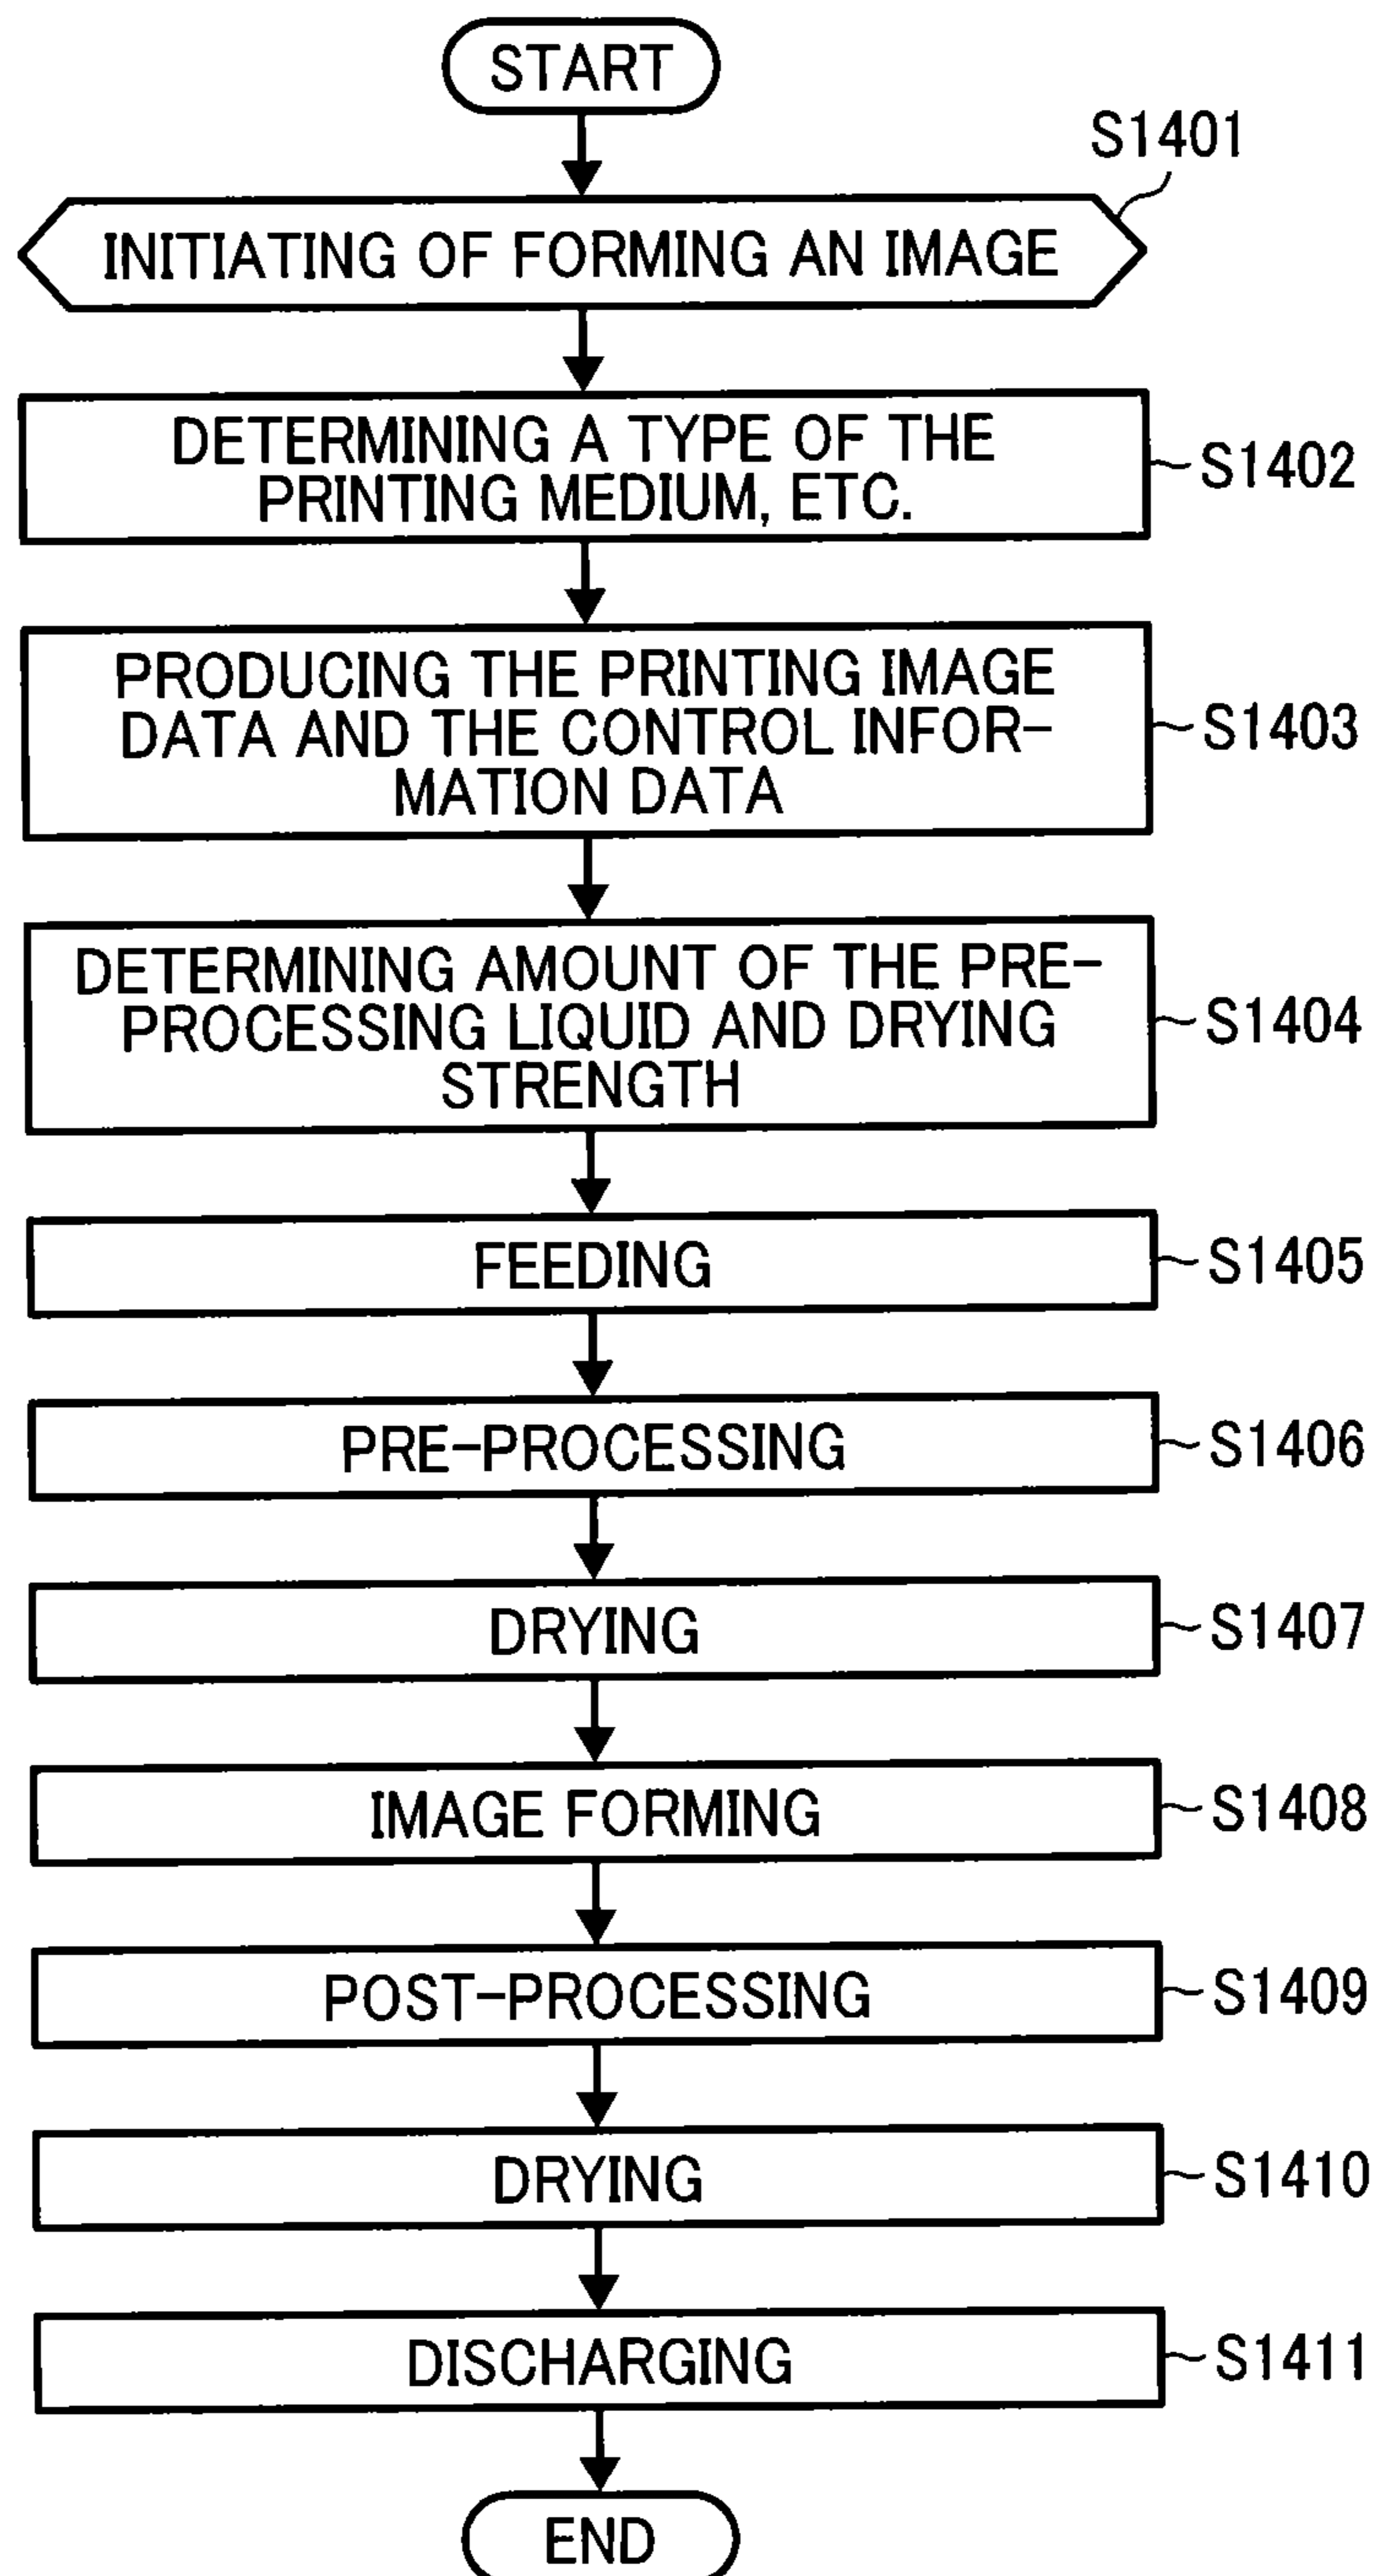 START
S1401
INITIATING OF FORMING AN IMAGE
DETERMINING A TYPE OF THE
PRINTING MEDIUM, ETC.
S1402
PRODUCING THE PRINTING IMAGE
DATA AND THE CONTROL INFOR-
MATION DATA
S1403
DETERMINING AMOUNT OF THE PRE-
PROCESSING LIQUID AND DRYING
STRENGTH
S1404
FEEDING
S1405
PRE-PROCESSING
S1406
DRYING
S1407
IMAGE FORMING
S1408
POST-PROCESSING
S1409
DRYING
S1410
DISCHARGING
S1411
END